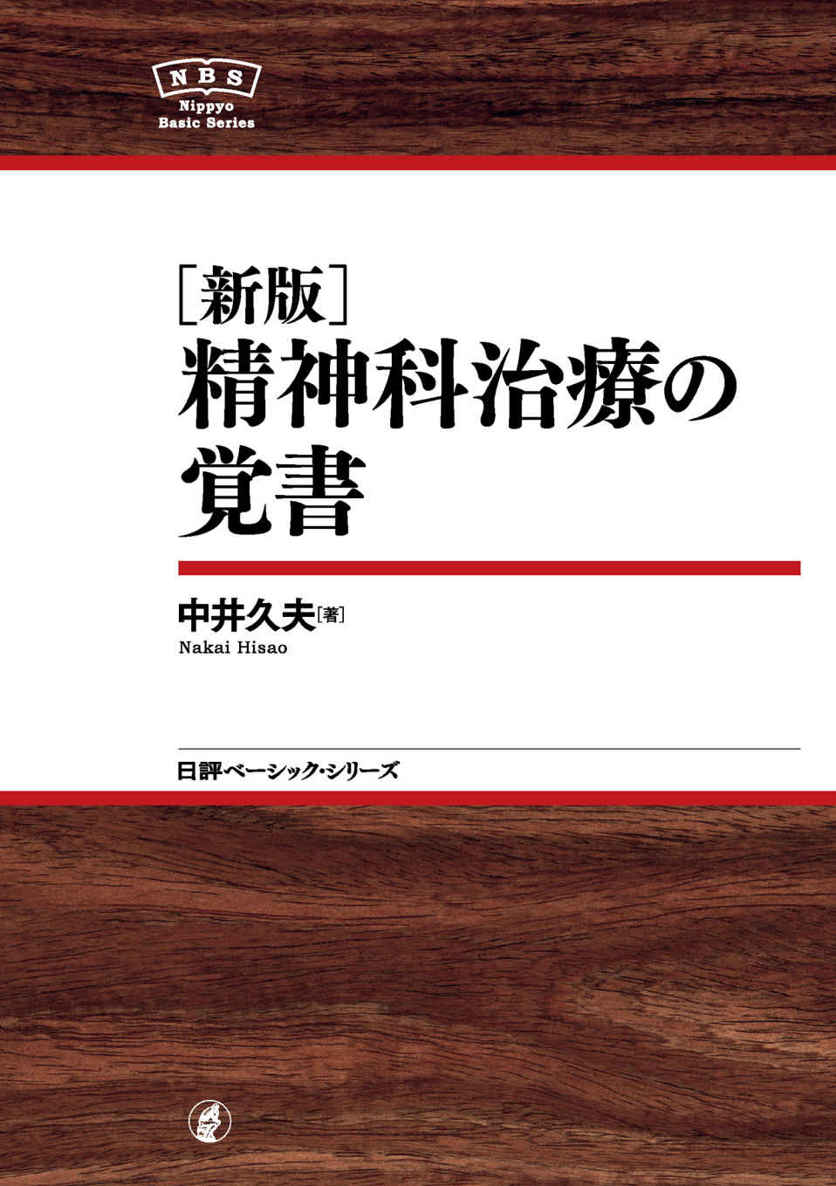 NBS
Nippyo
Basic Series
[新版]
精神科治療の
覚書
中井久夫[著]
Nakai Hisao
日評ベーシック・シリーズ